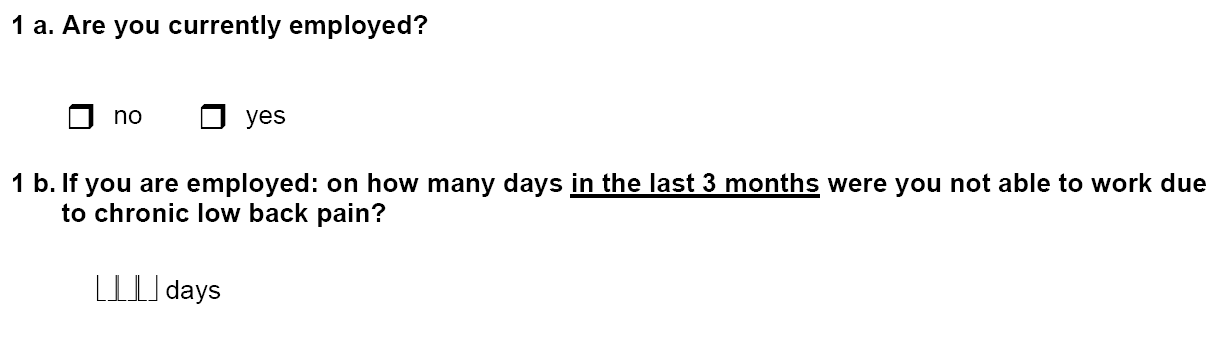 1 a. Are you currently employed?
no yes
1 b. If you are employed: on how many days in the last 3 months were you not able to work due
to chronic low back pain?
days